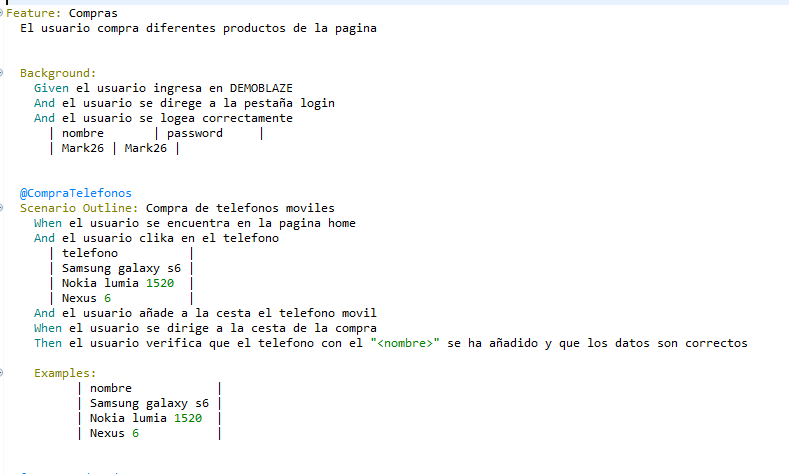 Feature: Compras
El usuario compra diferentes productos de la pagina
Background:
Given el usuario ingresa en DEMOBLAZE
And el usuario se direge a la pestaña login
And el usuario se logea correctamente
| nombre | password |
| Mark26 | Mark26 |
@CompraTelefonos
Scenario Outline: Compra de telefonos moviles
When el usuario se encuentra en la pagina home
And el usuario clika en el telefono
| telefono |
| Samsung galaxy s6 |
| Nokia lumia 1520 |
| Nexus 6 |
And el usuario añade a la cesta el telefono movil
When el usuario se dirige a la cesta de la compra
Then el usuario verifica que el telefono con el "<nombre>" se ha añadido y que los datos son correctos
Examples:
| nombre |
| Samsung galaxy s6 |
| Nokia lumia 1520 |
| Nexus 6 |